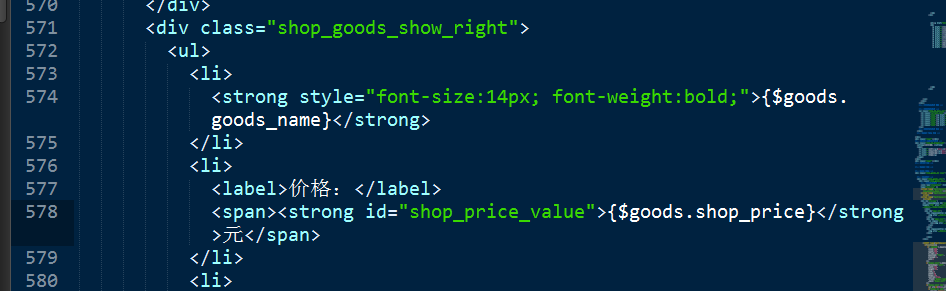 570 </div>
571 <div class="shop_goods_show_right">
572 <ul>
573 <li>
574 <strong style="font-size:14px; font-weight:bold;">{$goods.
goods_name}</strong>
575 </li>
576 <li>
577 <label>价格：</label>
578 <span><strong id="shop_price_value">{$goods.shop_price}</strong
>元</span>
579 </li>
580 <li>